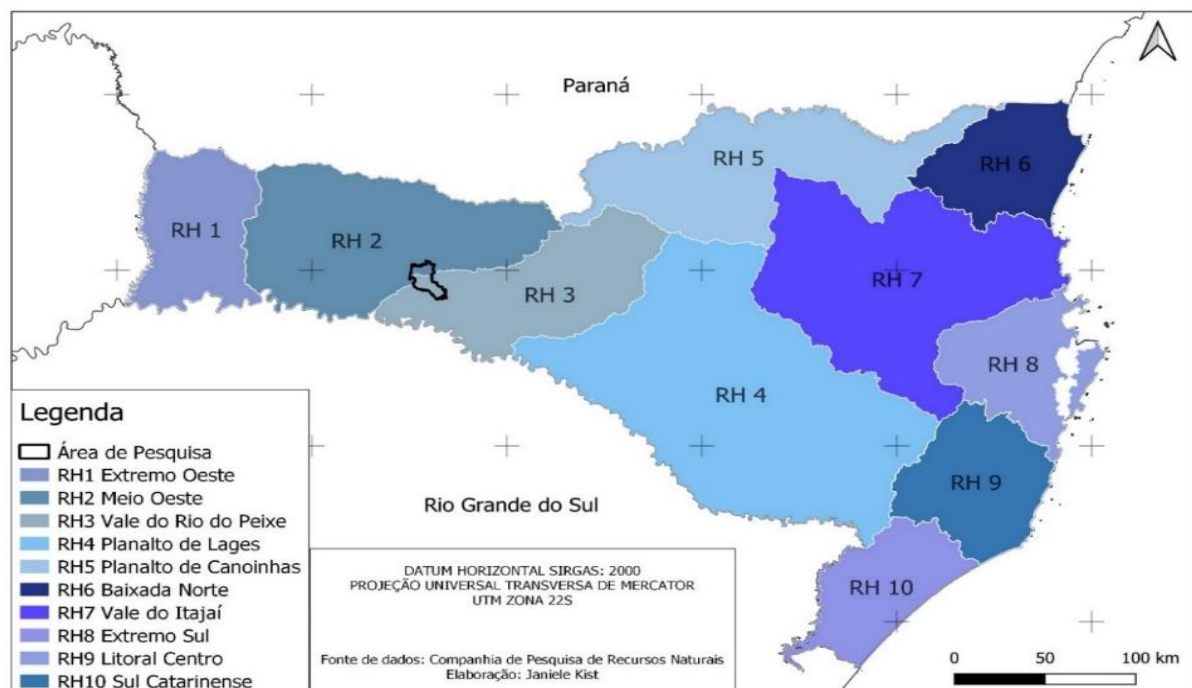 Paraná
RH 5
RH 6
RH 1
RH 2
RH 3
RH 7
RH 8
RH 4
RH 9
RH 10
Rio Grande do Sul
Legenda
Área de Pesquisa
RH1 Extremo Oeste
RH2 Meio Oeste
RH3 Vale do Rio do Peixe
RH4 Planalto de Lages
RH5 Planalto de Canoinhas
RH6 Baixada Norte
RH7 Vale do Itajaí
RH8 Extremo Sul
RH9 Litoral Centro
RH10 Sul Catarinense
DATUM HORIZONTAL SIRGAS: 2000
PROJEÇÃO UNIVERSAL TRANSVERSA DE MERCATOR
UTM ZONA 22S
Fonte de dados: Companhia de Pesquisa de Recursos Naturais
Elaboração: Janiele Kist
0 50 100 km